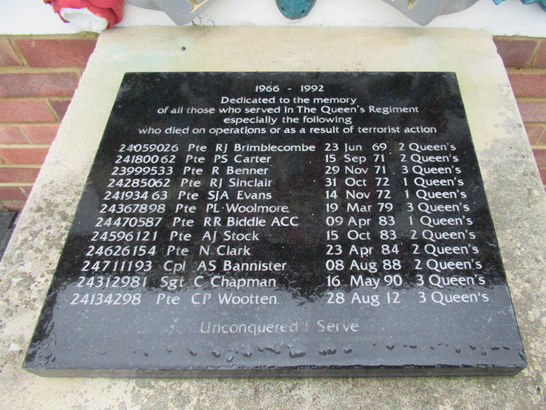 1966 - 1992
Dedicated to the memory
of all those who served in The Queen's Regiment
especially the following
who died on operations or as a result of terrorist action
24059026 Pte RJ Brimblecombe 23 Jun 69 2 Queen's
24180062 Pte PS Carter 15 Sep 71 2 Queen's
23999533 Pte R Benner 29 Nov 71 3 Queen's
24285062 Pte RJ Sinclair 31 Oct 72 1 Queen's
24193463 Pte SJA Evans 14 Nov 72 1 Queen's
24367898 Pte PL Woolmore 19 Mar 79 3 Queen's
24470587 Pte RR Biddle ACC 09 Apr 83 1 Queen's
24596121 Pte AJ Stock 15 Oct 83 2 Queen's
24626154 Pte N Clark 23 Apr 84 2 Queen's
24711193 Cpl AS Bannister 08 Aug 88 2 Queen's
24312981 Sgt C Chapman 16 May 90 3 Queen's
24134298 Pte CP Wootten 28 Aug 12 3 Queen's
Unconquered I Serve